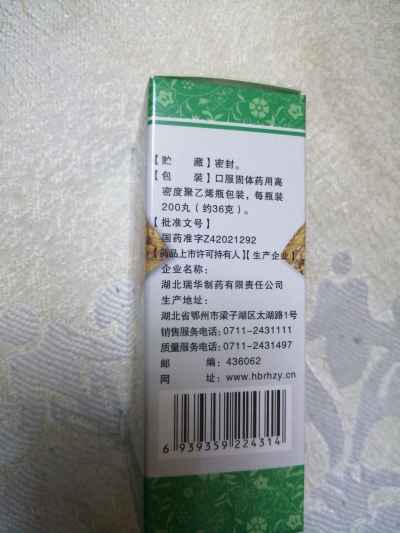 【贮 藏】密封。
【包 装】口服固体药用高
密度聚乙烯瓶包装，每瓶装
200丸（约36克）。
【批准文号】
国药准字Z42021292
【药品上市许可持有人】【生产企业】
企业名称：
湖北瑞华制药有限责任公司
生产地址：
湖北省鄂州市梁子湖区太湖路1号
销售服务电话：0711-2431111
质量服务电话：0711-2431497
邮 编：436062
网 址：www.hbrhzy.cn
6 939359 224314